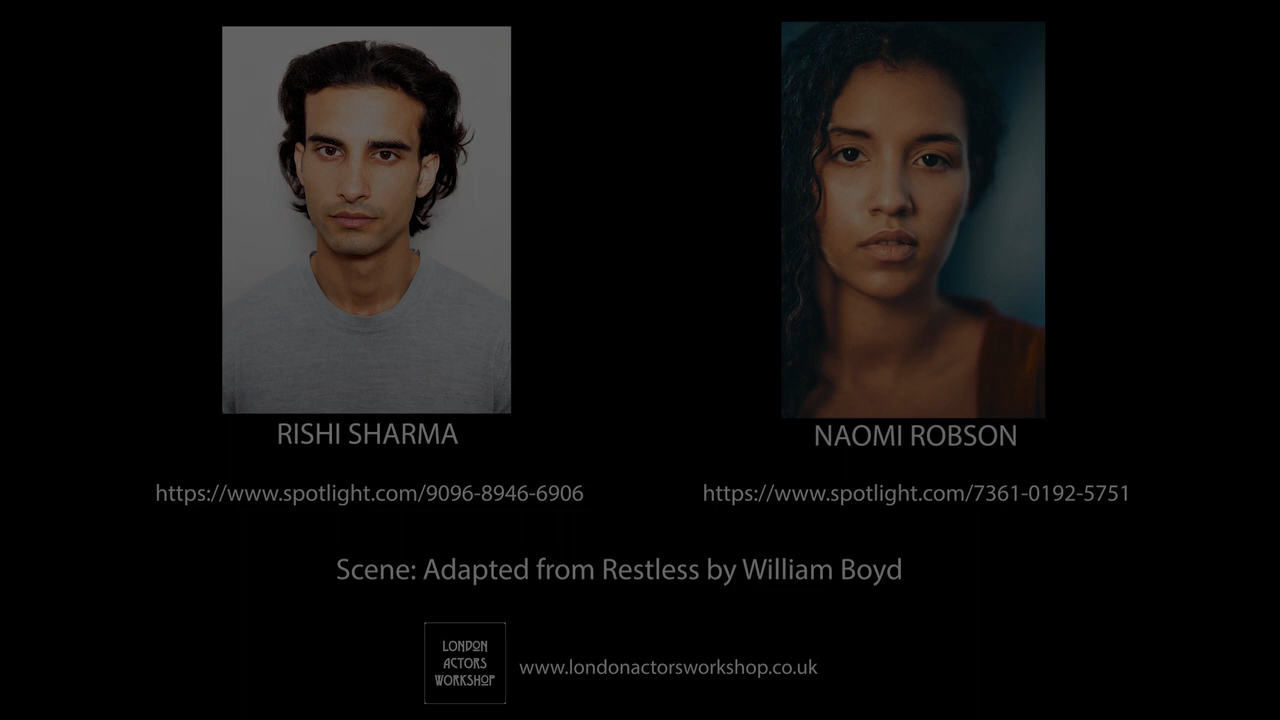 RISHI SHARMA
NAOMI ROBSON
https://www.spotlight.com/9096-8946-6906
https://www.spotlight.com/7361-0192-5751
Scene: Adapted from Restless by William Boyd
LONDON
ACTORS
WORKSHOP
www.londonactorsworkshop.co.uk